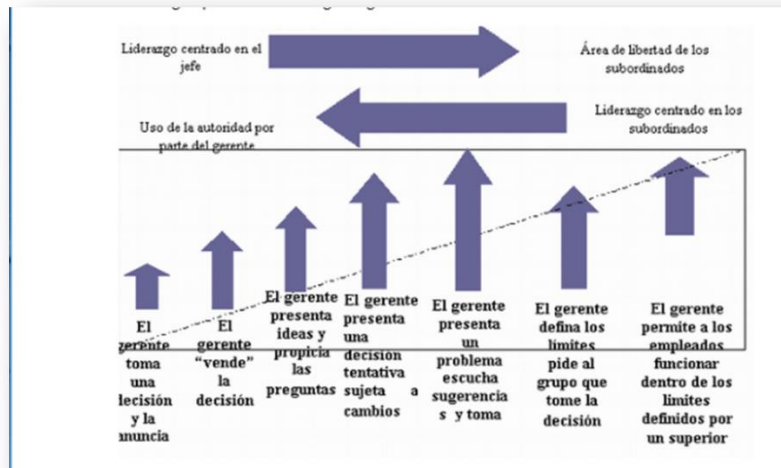 Liderazgo centrado en el
jefe
Área de libertad de los
subordinados
Liderazgo centrado en los
subordinados
Uso de la autoridad por
parte del gerente
El
gerente
toma
una
decisión
y la
anuncia
El
gerente
“vende”
la
decisión
El gerente
presenta
ideas y
propicia
las
preguntas
El gerente
presenta
una
decisión
tentativa
sujeta a
cambios
El gerente
presenta
un
problema
escucha
sugerencia
s y toma
El gerente
defina los
límites
pide al
grupo que
tome la
decisión
El gerente
permite a los
empleados
funcionar
dentro de los
límites
definidos por
un superior